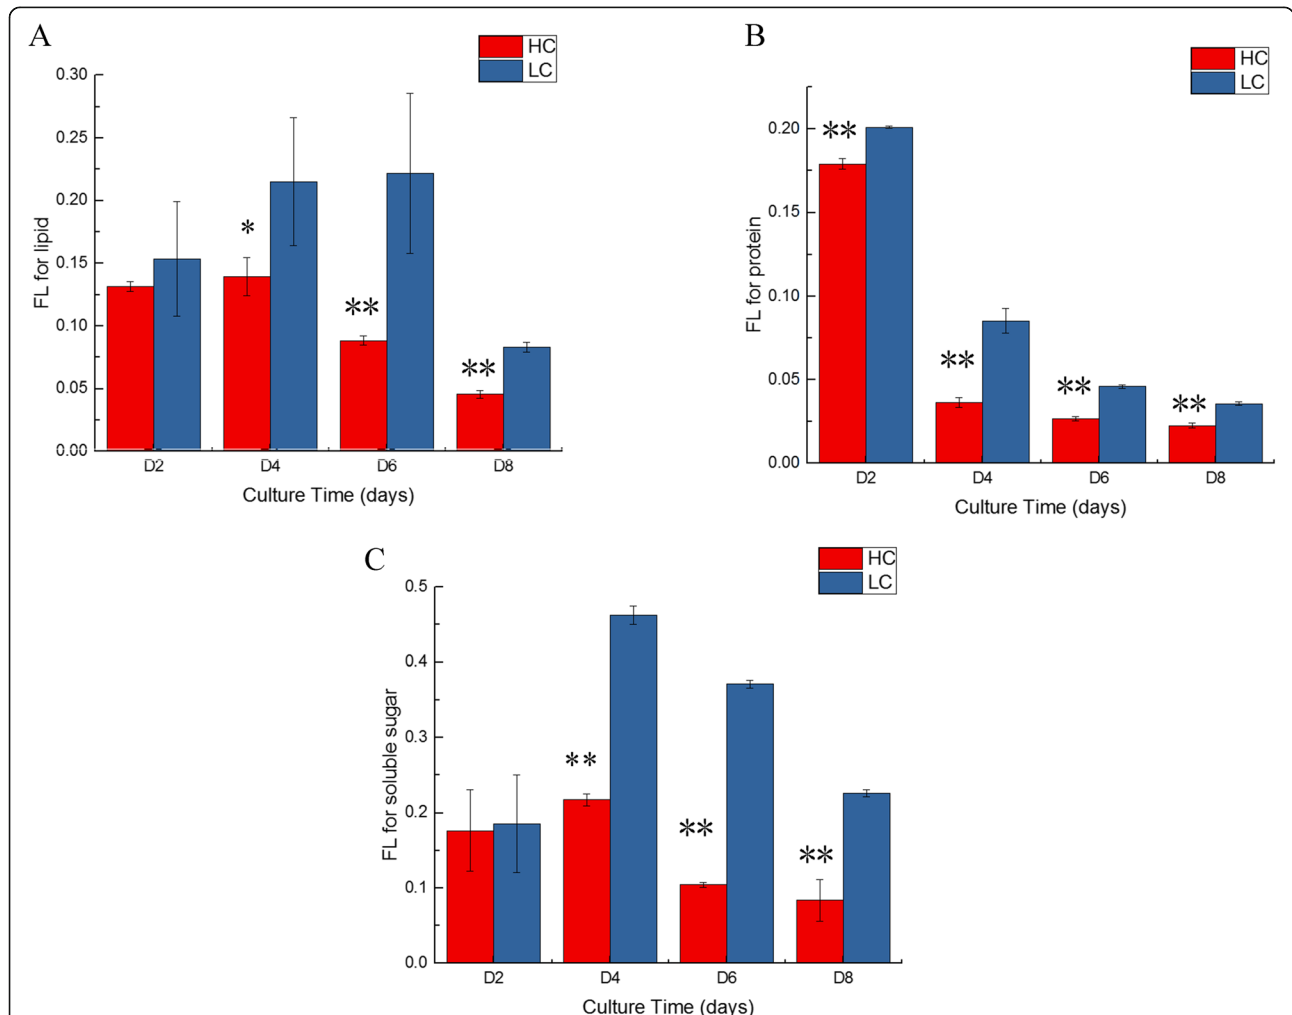 A
HC
LC
0.30
0.25
0.20
0.15
0.10
0.05
0.00
FL for lipid
*
**
**
D2 D4 D6 D8
Culture Time (days)
B
HC
LC
0.20
0.15
0.10
0.05
0.00
FL for protein
**
**
**
**
D2 D4 D6 D8
Culture Time (days)
C
HC
LC
0.5
0.4
0.3
0.2
0.1
0.0
FL for soluble sugar
**
**
**
D2 D4 D6 D8
Culture Time (days)